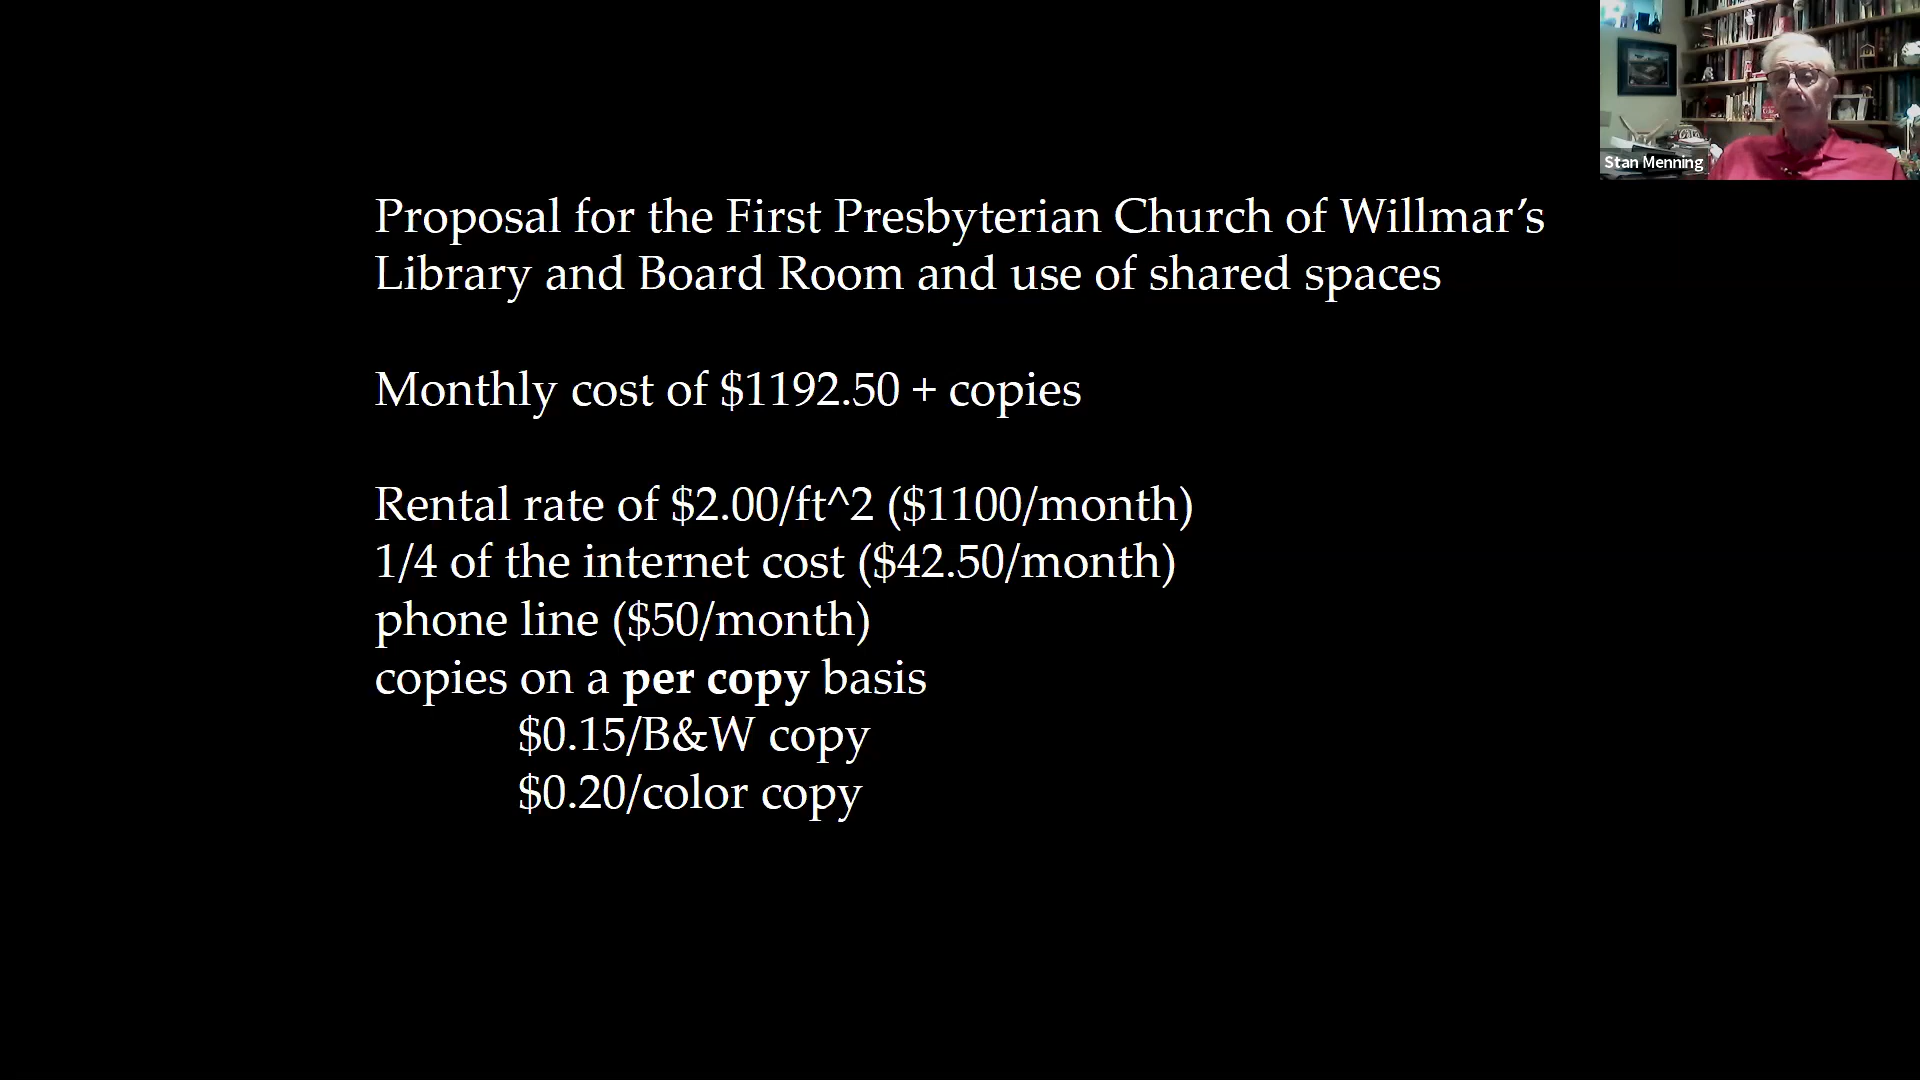 Proposal for the First Presbyterian Church of Willmar’s
Library and Board Room and use of shared spaces
Monthly cost of $1192.50 + copies
Rental rate of $2.00/ft^2 ($1100/month)
1/4 of the internet cost ($42.50/month)
phone line ($50/month)
copies on a per copy basis
$0.15/B&W copy
$0.20/color copy
Stan Menning